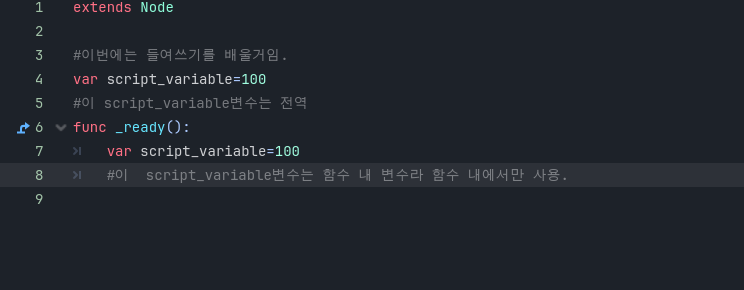 1 extends Node
2
3 #이번에는 들여쓰기를 배울거임.
4 var script_variable=100
5 #이 script_variable변수는 전역
6 func _ready():
7 var script_variable=100
8 #이  script_variable변수는 함수 내 변수라 함수 내에서만 사용.
9